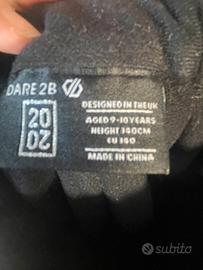 DARE 2B
20
02
DESIGNED IN THE UK
AGED 9-10 YEARS
HEIGHT 140CM
EU 140
MADE IN CHINA
subito